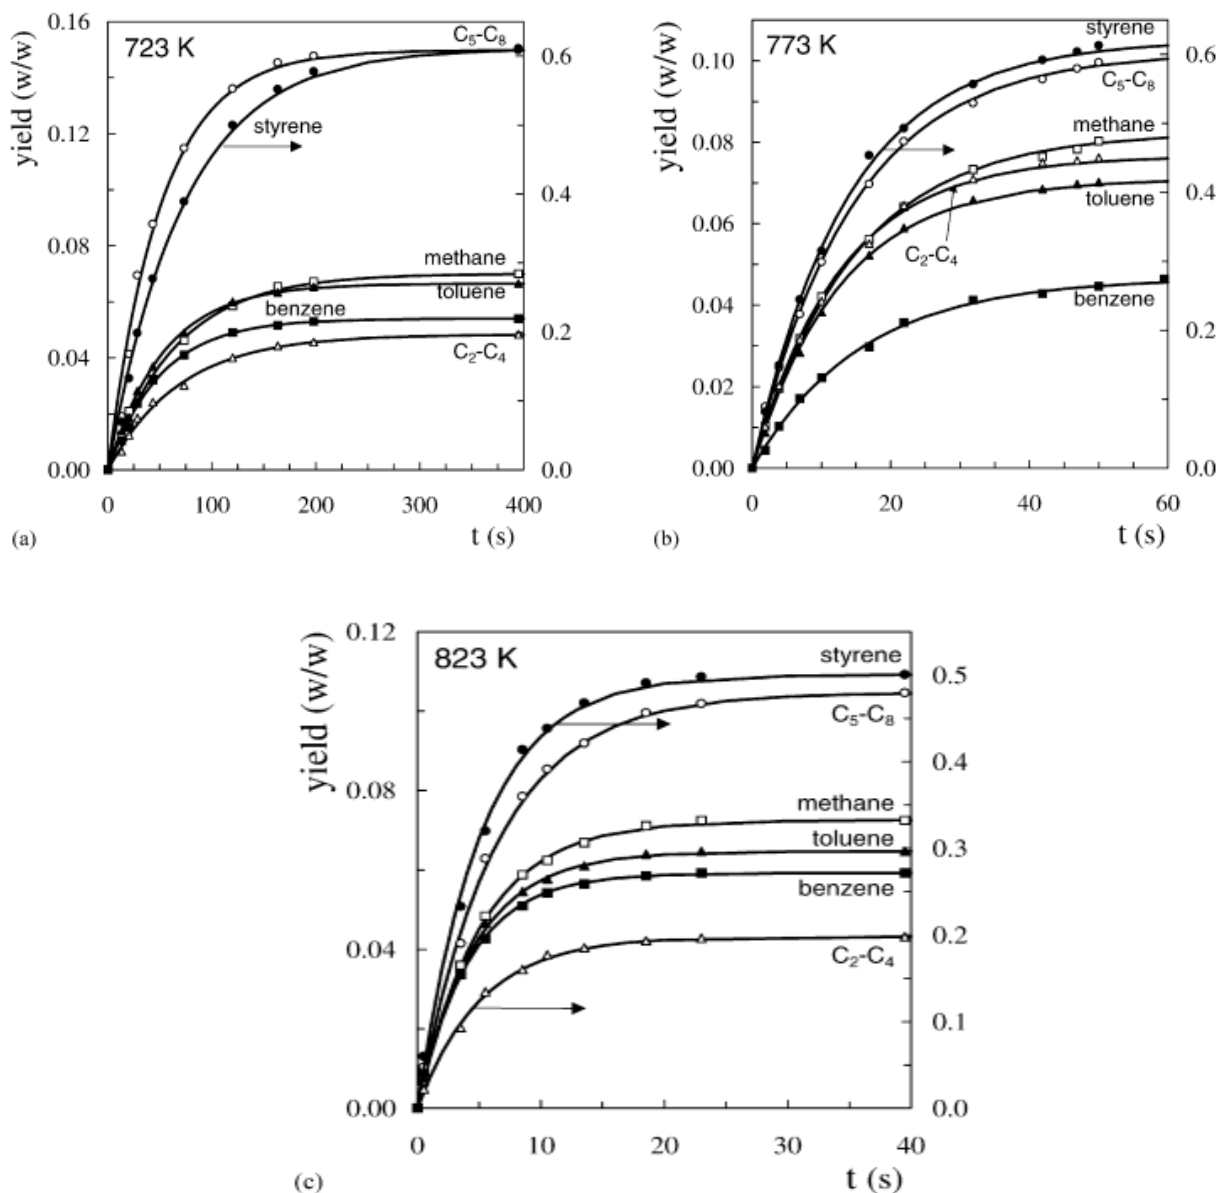 723 K
yield (w/w)
0.16
0.12
0.08
0.04
0.00
C₅-C₈
styrene
methane
toluene
benzene
C₂-C₄
0.6
0.4
0.2
0.0
0 100 200 300 400
(a) t (s)
773 K
yield (w/w)
0.10
0.08
0.06
0.04
0.02
0.00
styrene
C₅-C₈
methane
toluene
C₂-C₄
benzene
0.6
0.4
0.2
0.0
0 20 40 60
(b) t (s)
823 K
yield (w/w)
0.12
0.08
0.04
0.00
styrene
C₅-C₈
methane
toluene
benzene
C₂-C₄
0.5
0.4
0.3
0.2
0.1
0.0
0 10 20 30 40
(c) t (s)